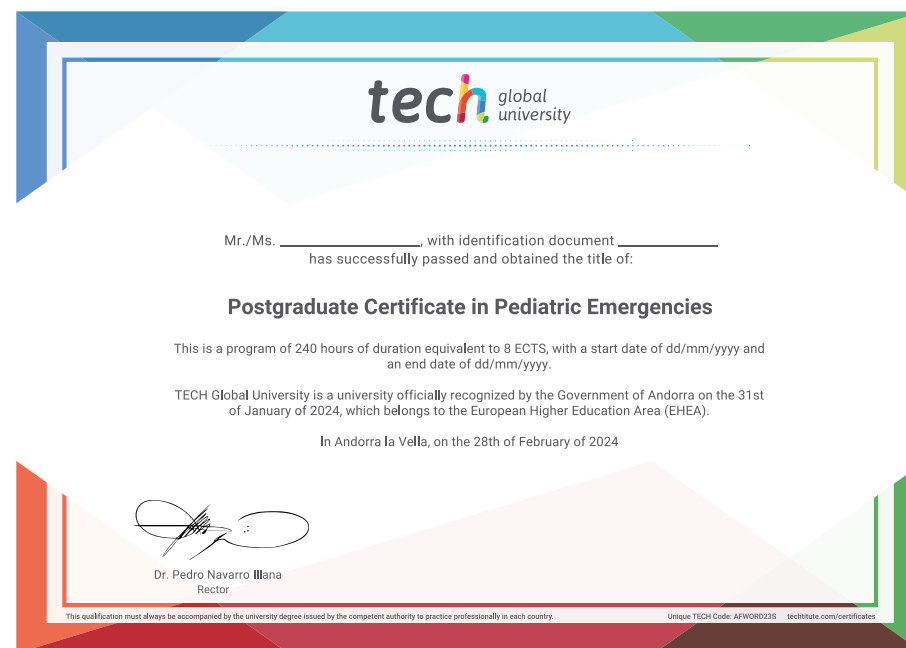 tech global university
Mr./Ms. ____________, with identification document ____________
has successfully passed and obtained the title of:
Postgraduate Certificate in Pediatric Emergencies
This is a program of 240 hours of duration equivalent to 8 ECTS, with a start date of dd/mm/yyyy and
an end date of dd/mm/yyyy.
TECH Global University is a university officially recognized by the Government of Andorra on the 31st
of January of 2024, which belongs to the European Higher Education Area (EHEA).
In Andorra la Vella, on the 28th of February of 2024
Dr. Pedro Navarro Illana
Rector
This qualification must always be accompanied by the university degree issued by the competent authority to practice professionally in each country.
Unique TECH Code: AFWORD23S techtitute.com/certificates